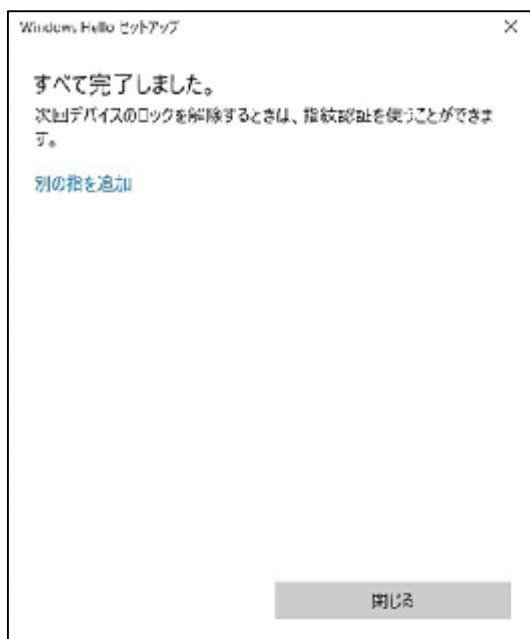 Windows Hello セットアップ
すべて完了しました。
次回デバイスのロックを解除するときは、指紋認証を使うことができま
す。
別の指を追加
閉じる